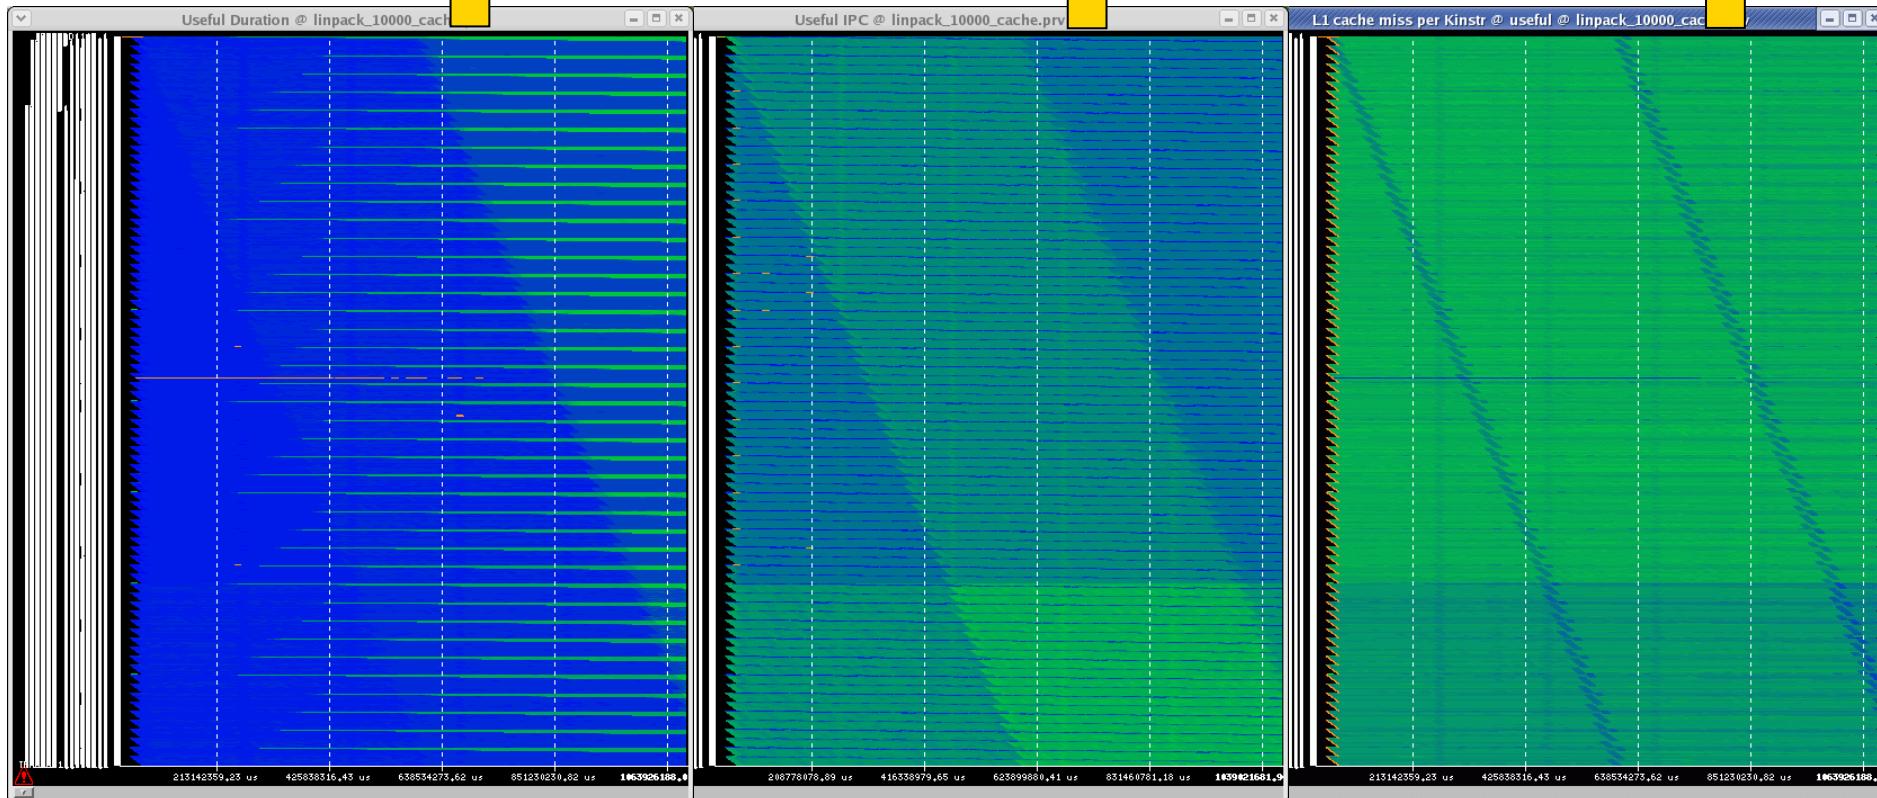 Useful Duration @ linpack_10000_cach
Useful IPC @ linpack_10000_cache.prv
L1 cache miss per Kinstr @ useful @ linpack_10000_cac
213142359,23 us
425838316,43 us
638534273,62 us
851230230,82 us
1063926188,0
208778078,89 us
416338979,65 us
623899880,41 us
831460781,18 us
1039021681,9
213142359,23 us
425838316,43 us
638534273,62 us
851230230,82 us
1063926188,